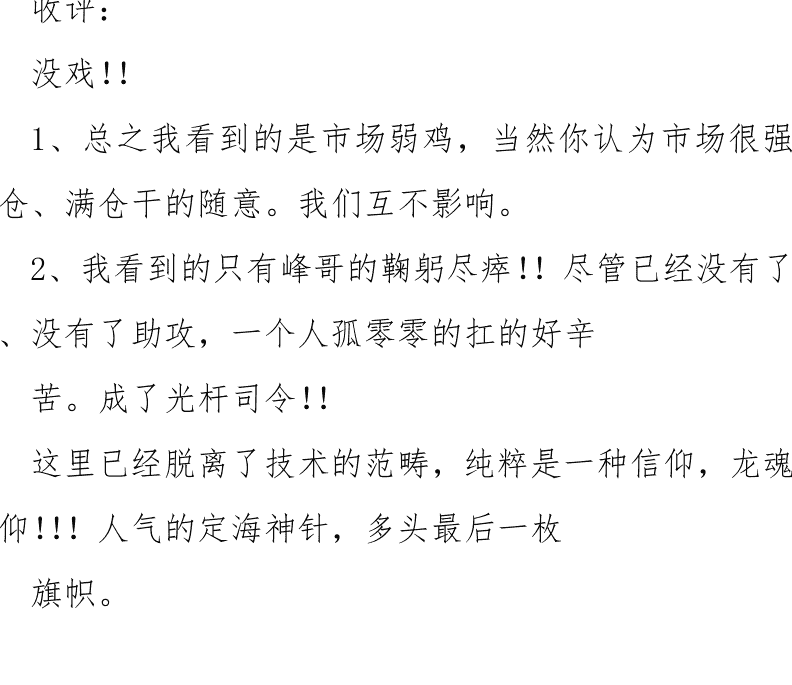 收评：
没戏!!
1、总之我看到的是市场弱鸡，当然你认为市场很强
仓、满仓干的随意。我们互不影响。
2、我看到的只有峰哥的鞠躬尽瘁!! 尽管已经没有了
、没有了助攻，一个人孤零零的扛的好辛
苦。成了光杆司令!!
这里已经脱离了技术的范畴，纯粹是一种信仰，龙魂
仰!!! 人气的定海神针，多头最后一枚
旗帜。